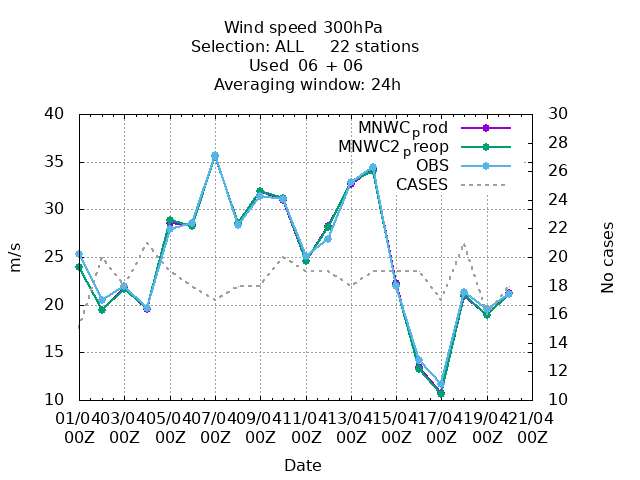 Wind speed 300hPa
Selection: ALL 22 stations
Used 06 + 06
Averaging window: 24h
MNWCprod
MNWC2preop
OBS
CASES
40
35
30
25
20
15
10
m/s
30
28
26
24
22
20
18
16
14
12
10
No cases
01/04 03/04 05/04 07/04 09/04 11/04 13/04 15/04 17/04 19/04 21/04
00Z 00Z 00Z 00Z 00Z 00Z 00Z 00Z 00Z 00Z 00Z
Date